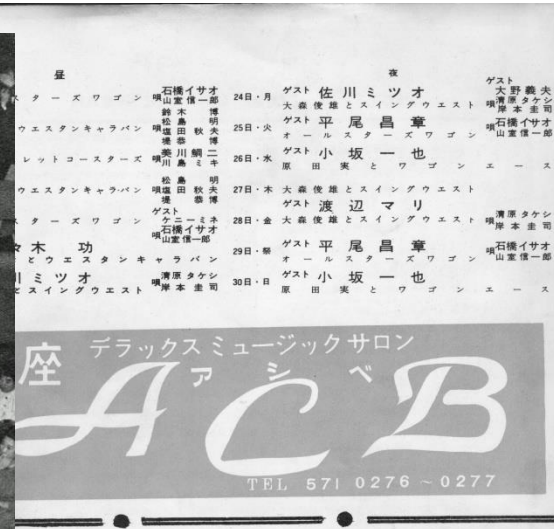 昼
夜
スターズワゴン 唄 石橋イサオ 山室信一郎
24日・月 ゲスト 佐川ミツオ ゲスト 大野義夫
大森俊雄とスイングウエスト 唄 清原タケシ 岸本圭司
ウエスタンキャラバン 唄 鈴木博 松島明 塩田秋夫 堤恭博
25日・火 ゲスト 平尾昌章
オールスターズワゴン 唄 石橋イサオ 山室信一郎
レットコースターズ 美川鯛二 川島ミキ
26日・水 ゲスト 小坂一也
原田実とワゴンエース
ウエスタンキャラバン 唄 松島明 塩田秋夫 堤恭博
27日・木 大森俊雄とスイングウエスト
スターズワゴン ゲスト ケニーミネ 唄 石橋イサオ 山室信一郎
28日・金 ゲスト 渡辺マリ
大森俊雄とスイングウエスト 唄 清原タケシ 岸本圭司
々木功
とウエスタンキャラバン
29日・祭 ゲスト 平尾昌章
オールスターズワゴン 唄 石橋イサオ 山室信一郎
川ミツオ
とスイングウエスト 唄 清原タケシ 岸本圭司
30日・日 ゲスト 小坂一也
原田実とワゴンエース
座 デラックスミュージックサロン
アシベ
ACB
TEL 571 0276~0277